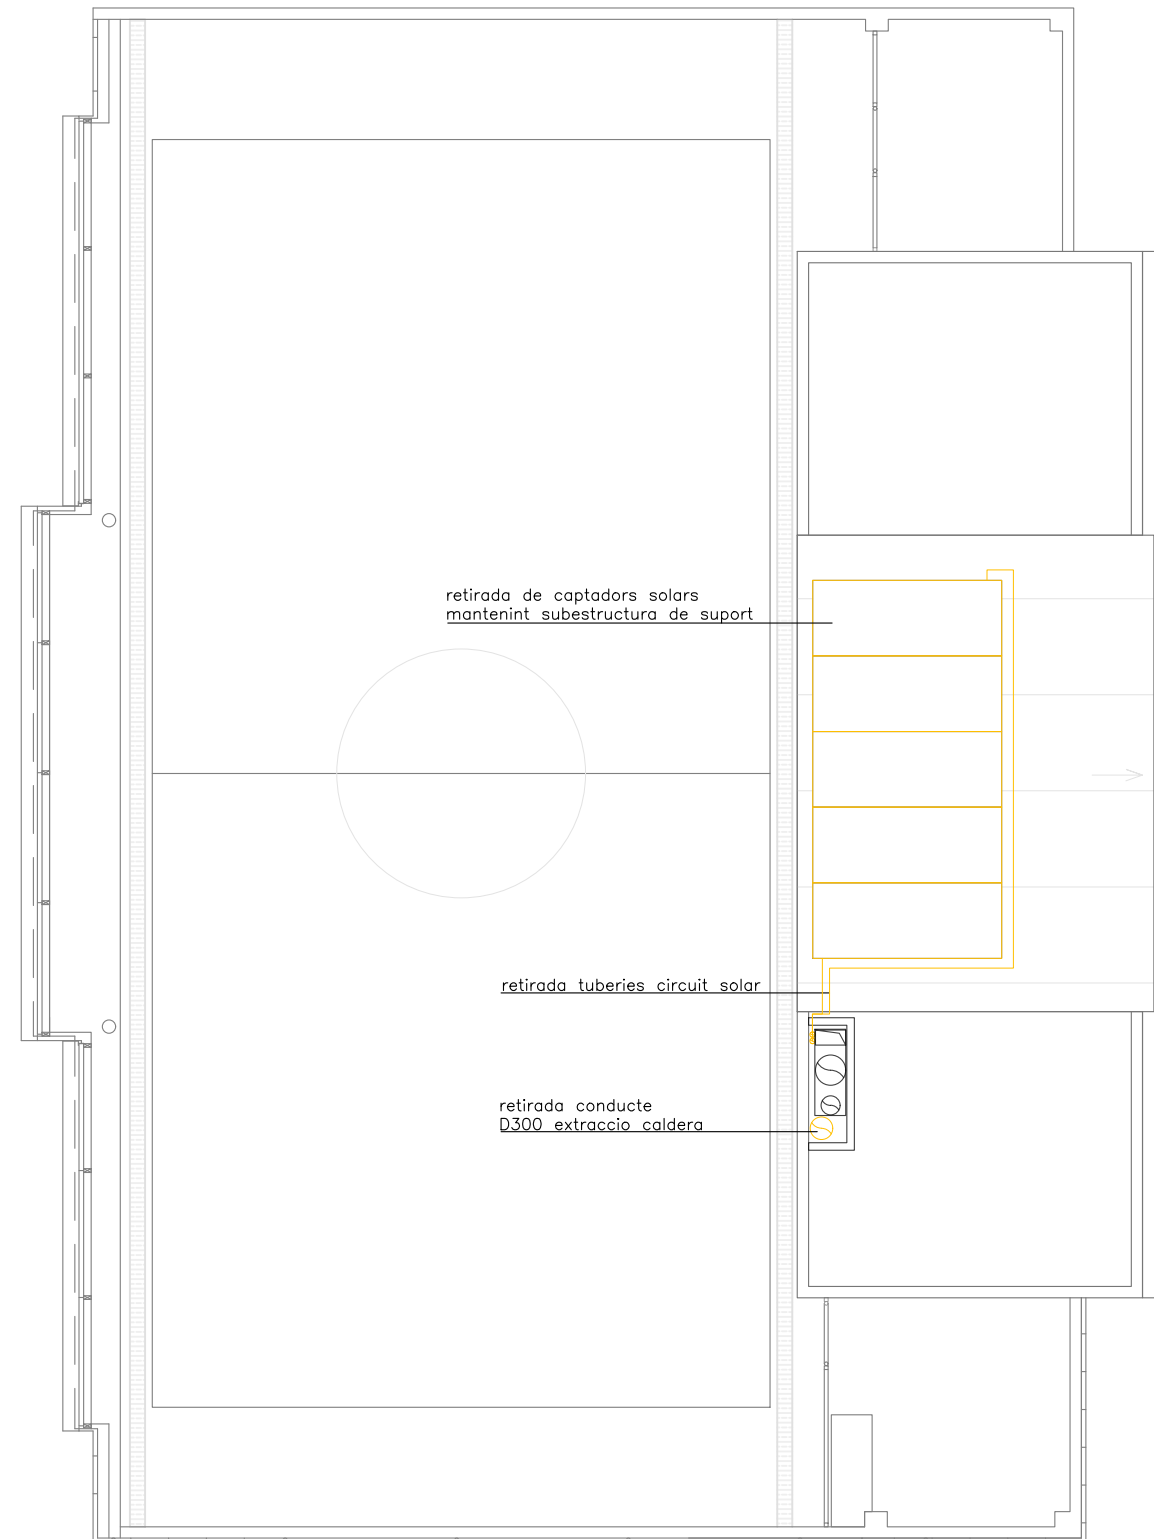 retirada de captadors solars
mantenint subestructura de suport
retirada tuberies circuit solar
retirada conducte
D300 extraccio caldera